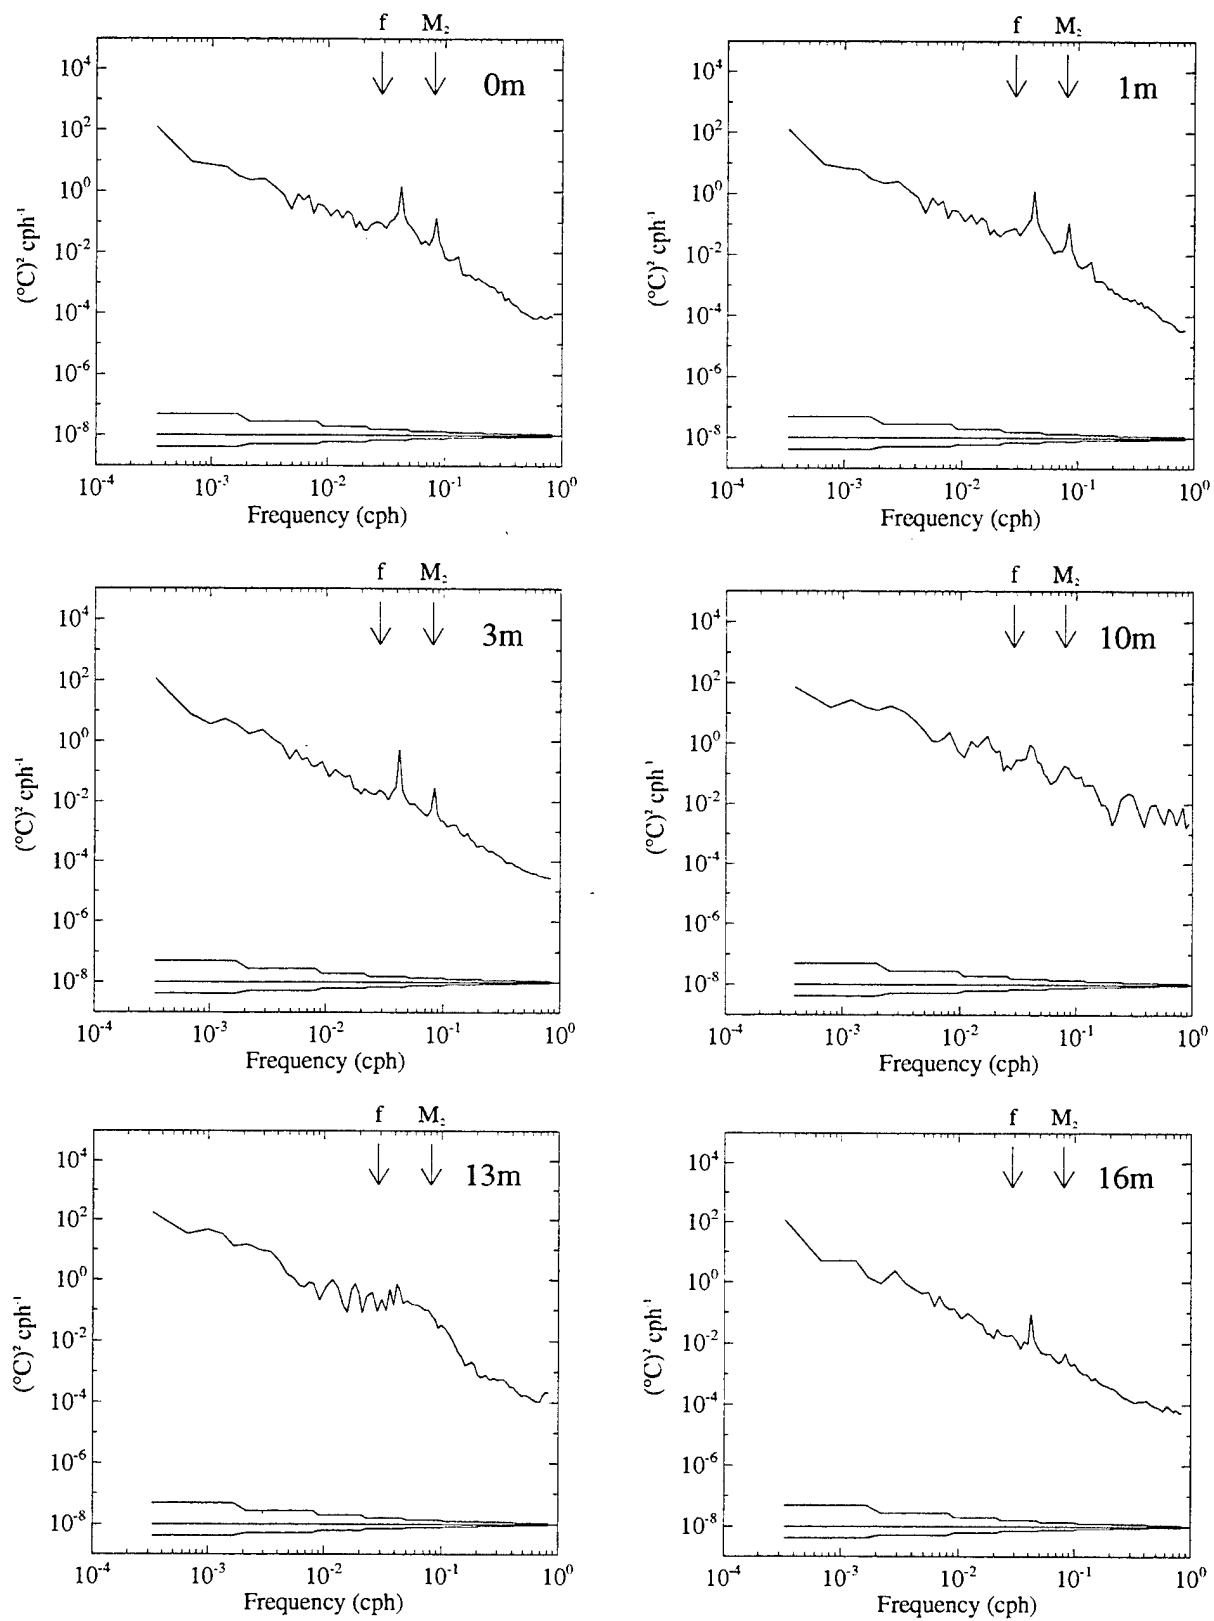 f M₂
0m
10⁴
10²
10⁰
10⁻²
10⁻⁴
10⁻⁶
10⁻⁸
(°C)² cph⁻¹
10⁻⁴ 10⁻³ 10⁻² 10⁻¹ 10⁰
Frequency (cph)
f M₂
1m
10⁴
10²
10⁰
10⁻²
10⁻⁴
10⁻⁶
10⁻⁸
(°C)² cph⁻¹
10⁻⁴ 10⁻³ 10⁻² 10⁻¹ 10⁰
Frequency (cph)
f M₂
3m
10⁴
10²
10⁰
10⁻²
10⁻⁴
10⁻⁶
10⁻⁸
(°C)² cph⁻¹
10⁻⁴ 10⁻³ 10⁻² 10⁻¹ 10⁰
Frequency (cph)
f M₂
10m
10⁴
10²
10⁰
10⁻²
10⁻⁴
10⁻⁶
10⁻⁸
(°C)² cph⁻¹
10⁻⁴ 10⁻³ 10⁻² 10⁻¹ 10⁰
Frequency (cph)
f M₂
13m
10⁴
10²
10⁰
10⁻²
10⁻⁴
10⁻⁶
10⁻⁸
(°C)² cph⁻¹
10⁻⁴ 10⁻³ 10⁻² 10⁻¹ 10⁰
Frequency (cph)
f M₂
16m
10⁴
10²
10⁰
10⁻²
10⁻⁴
10⁻⁶
10⁻⁸
(°C)² cph⁻¹
10⁻⁴ 10⁻³ 10⁻² 10⁻¹ 10⁰
Frequency (cph)